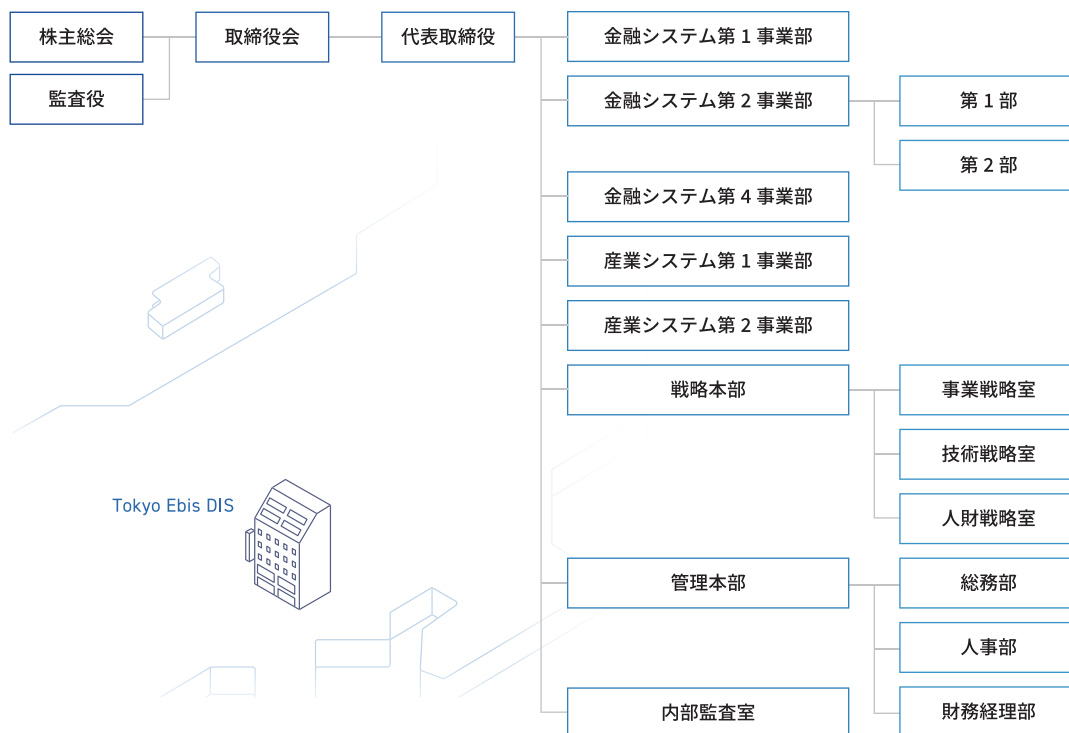 株主総会
監査役
取締役会
代表取締役
金融システム第1事業部
金融システム第2事業部
第1部
第2部
金融システム第4事業部
産業システム第1事業部
産業システム第2事業部
戦略本部
事業戦略室
技術戦略室
人財戦略室
管理本部
総務部
人事部
財務経理部
内部監査室
Tokyo Ebis DIS